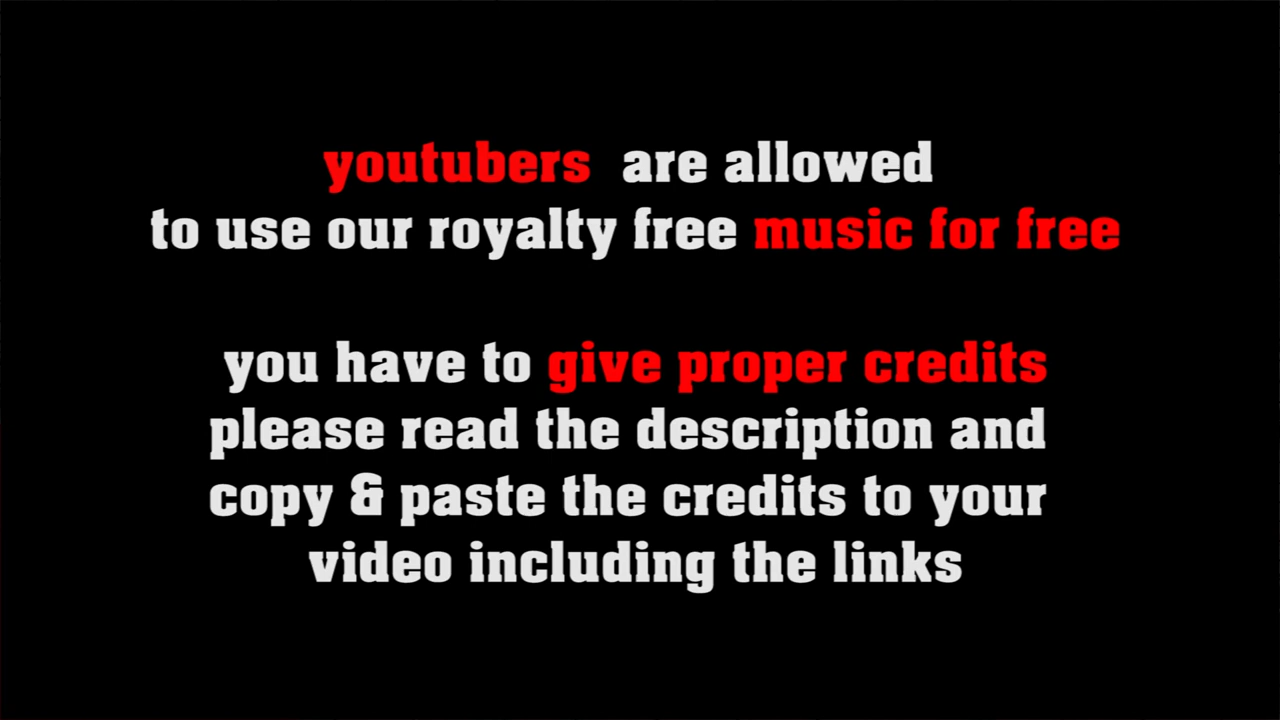 youtubers are allowed
to use our royalty free music for free
you have to give proper credits
please read the description and
copy & paste the credits to your
video including the links